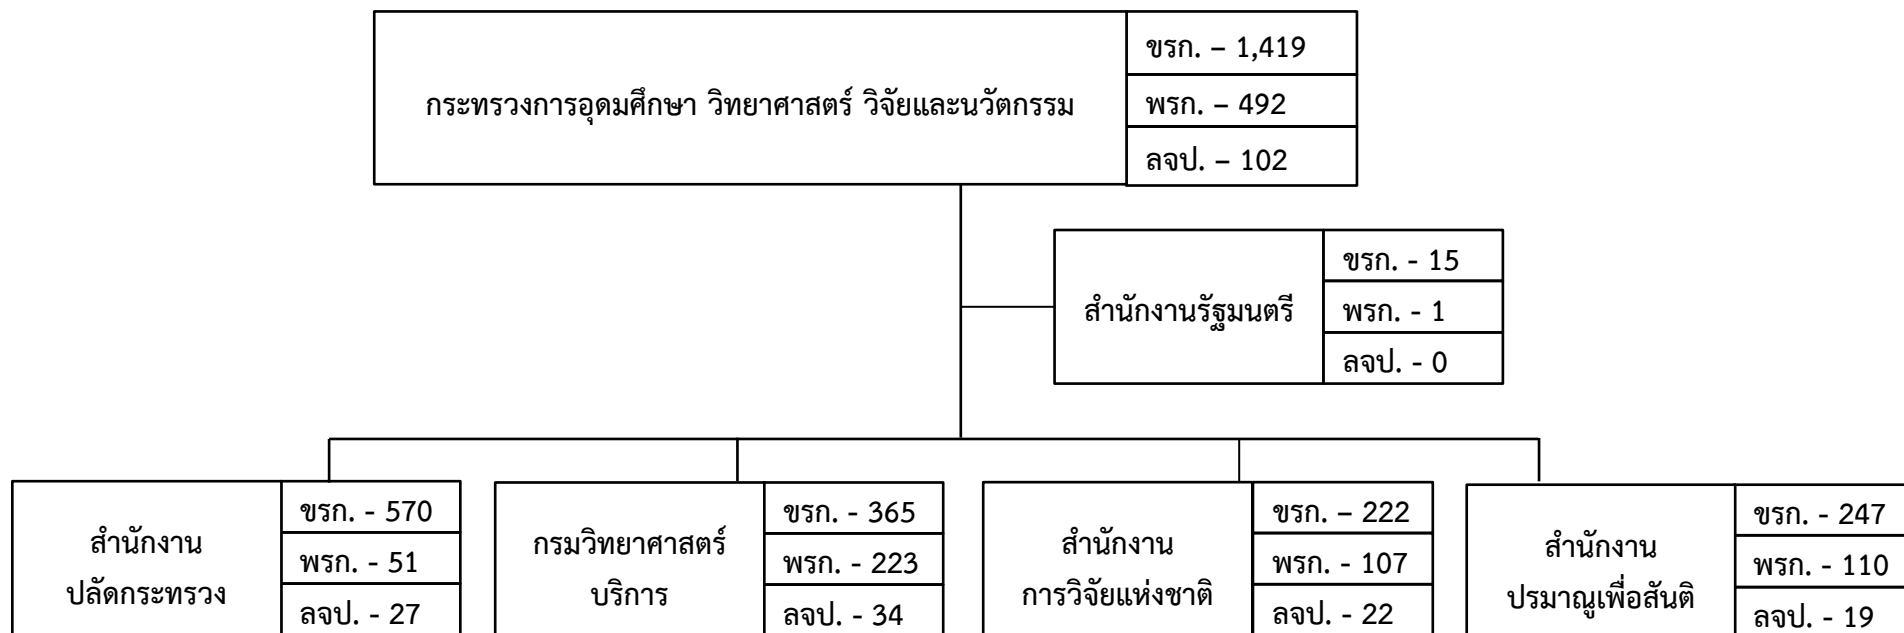 กระทรวงการอุดมศึกษา วิทยาศาสตร์ วิจัยและนวัตกรรม
ขรก. – 1,419
พรก. – 492
ลจป. – 102
สำนักงานรัฐมนตรี
ขรก. - 15
พรก. - 1
ลจป. - 0
สำนักงาน
ปลัดกระทรวง
ขรก. - 570
พรก. - 51
ลจป. - 27
กรมวิทยาศาสตร์
บริการ
ขรก. - 365
พรก. - 223
ลจป. - 34
สำนักงาน
การวิจัยแห่งชาติ
ขรก. – 222
พรก. - 107
ลจป. - 22
สำนักงาน
ปรมาณูเพื่อสันติ
ขรก. - 247
พรก. - 110
ลจป. - 19